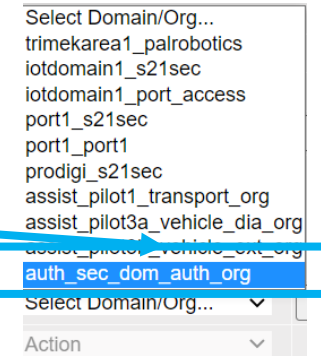 Select Domain/Org...
trimekarea1_palrobotics
iotdomain1_s21sec
iotdomain1_port_access
port1_s21sec
port1_port1
prodigi_s21sec
assist_pilot1_transport_org
assist_pilot3a_vehicle_dia_org
auth_sec_dom_auth_org
Select Domain/Org...
Action